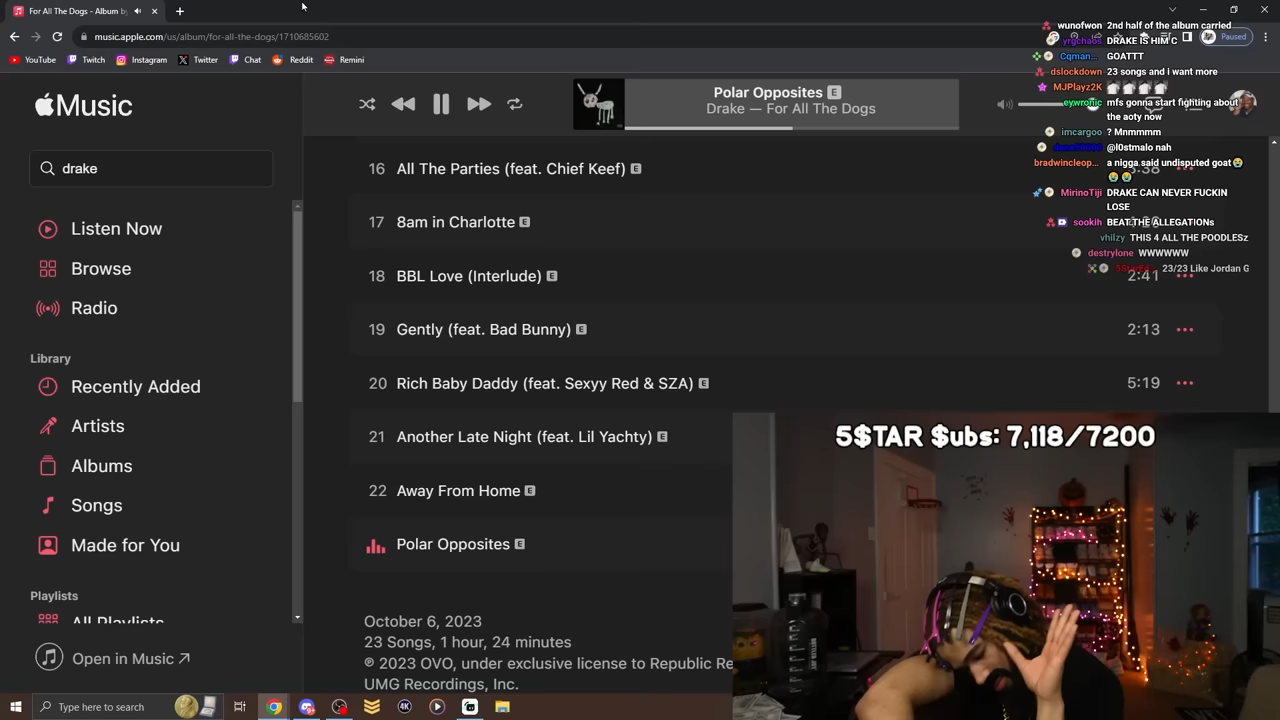 For All The Dogs - Album by
music.apple.com/us/album/for-all-the-dogs/1710685602
Paused
YouTube
Twitch
Instagram
Twitter
Chat
Reddit
Remini
Music
drake
Listen Now
Browse
Radio
Library
Recently Added
Artists
Albums
Songs
Made for You
Playlists
All Playlists
Open in Music ↗
Polar Opposites E
Drake — For All The Dogs
16 All The Parties (feat. Chief Keef) E
17 8am in Charlotte E
18 BBL Love (Interlude) E 2:41
19 Gently (feat. Bad Bunny) E 2:13
20 Rich Baby Daddy (feat. Sexyy Red & SZA) E 5:19
21 Another Late Night (feat. Lil Yachty) E
22 Away From Home E
Polar Opposites E
October 6, 2023
23 Songs, 1 hour, 24 minutes
℗ 2023 OVO, under exclusive license to Republic Re
UMG Recordings, Inc.
wunofwon 2nd half of the album carried
yrgchaos DRAKE IS HIM C
Cqman... GOATTT
dslockdown 23 songs and I want more
MJPlayz2K
eywronic mfs gonna start fighting about
the aoty now
imcargoo ? Mnmmmm
@l0stmalo nah
bradwincleop... a nigga said undisputed goat😭
😭😭
MirinoTiji DRAKE CAN NEVER FUCKIN
LOSE
sookih BEAT THE ALLEGATIONs
vhilzy THIS 4 ALL THE POODLESz
destrylone WWWWWW
23/23 Like Jordan G
5$TAR $ubs: 7,118/7200
Type here to search
4K